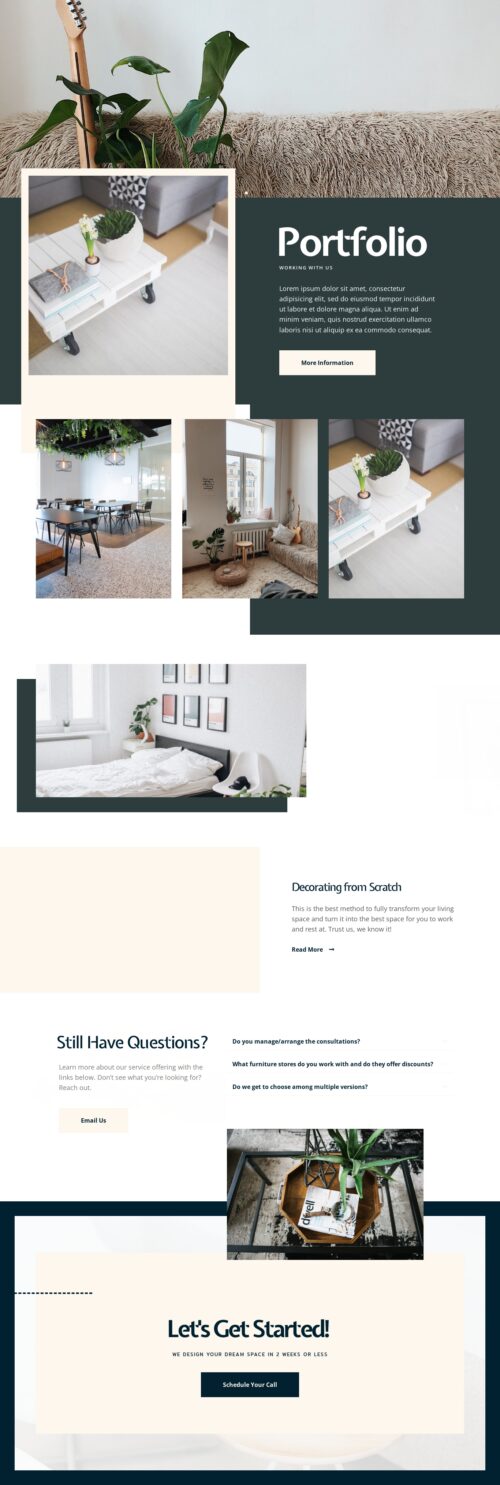 Portfolio
WORKING WITH US
Lorem ipsum dolor sit amet, consectetur
adipisicing elit, sed do eiusmod tempor incididunt
ut labore et dolore magna aliqua. Ut enim ad
minim veniam, quis nostrud exercitation ullamco
laboris nisi ut aliquip ex ea commodo consequat.
More Information
Decorating from Scratch
This is the best method to fully transform your living
space and turn it into the best space for you to work
and rest at. Trust us, we know it!
Read More →
Still Have Questions?
Learn more about our service offering with the
links below. Don't see what you're looking for?
Reach out.
Email Us
Do you manage/arrange the consultations?
What furniture stores do you work with and do they offer discounts?
Do we get to choose among multiple versions?
dwell
Let's Get Started!
WE DESIGN YOUR DREAM SPACE IN 2 WEEKS OR LESS
Schedule Your Call